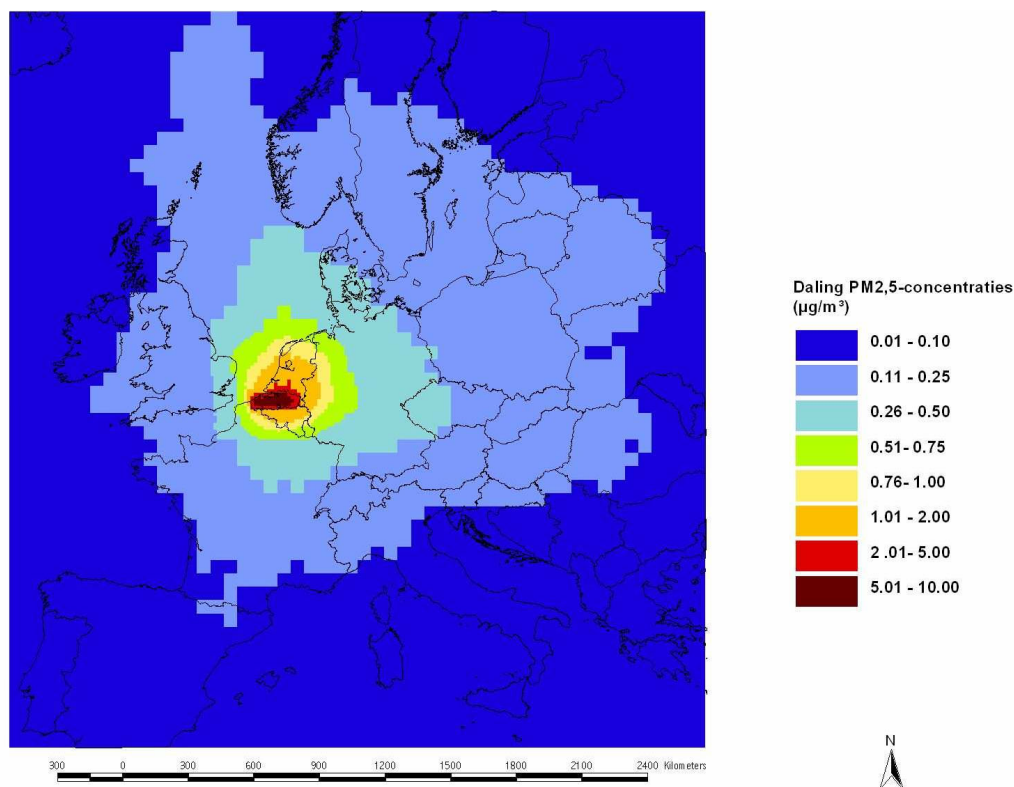 Daling PM2,5-concentraties
(µg/m³)
0.01 - 0.10
0.11 - 0.25
0.26 - 0.50
0.51- 0.75
0.76- 1.00
1.01 - 2.00
2 .01- 5.00
5.01 - 10.00
N
300 0 300 600 900 1200 1500 1800 2100 2400 Kilometers